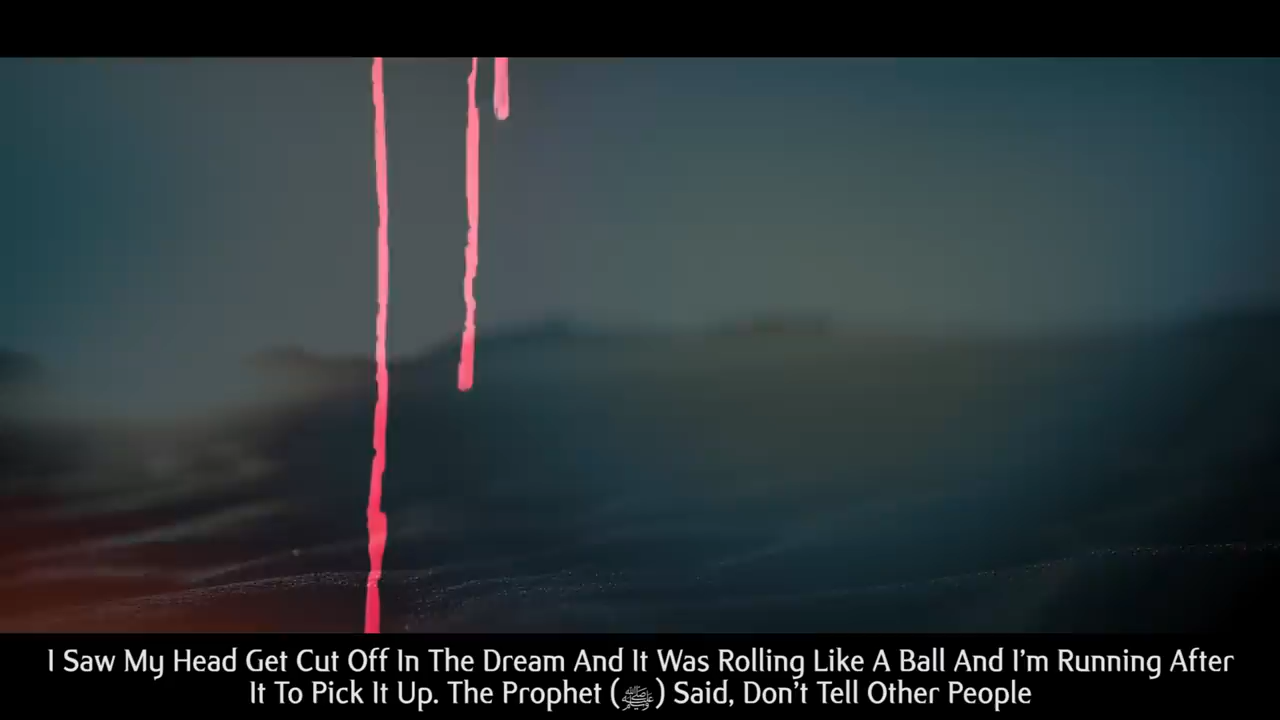 I Saw My Head Get Cut Off In The Dream And It Was Rolling Like A Ball And I'm Running After
It To Pick It Up. The Prophet (ﷺ) Said, Don't Tell Other People